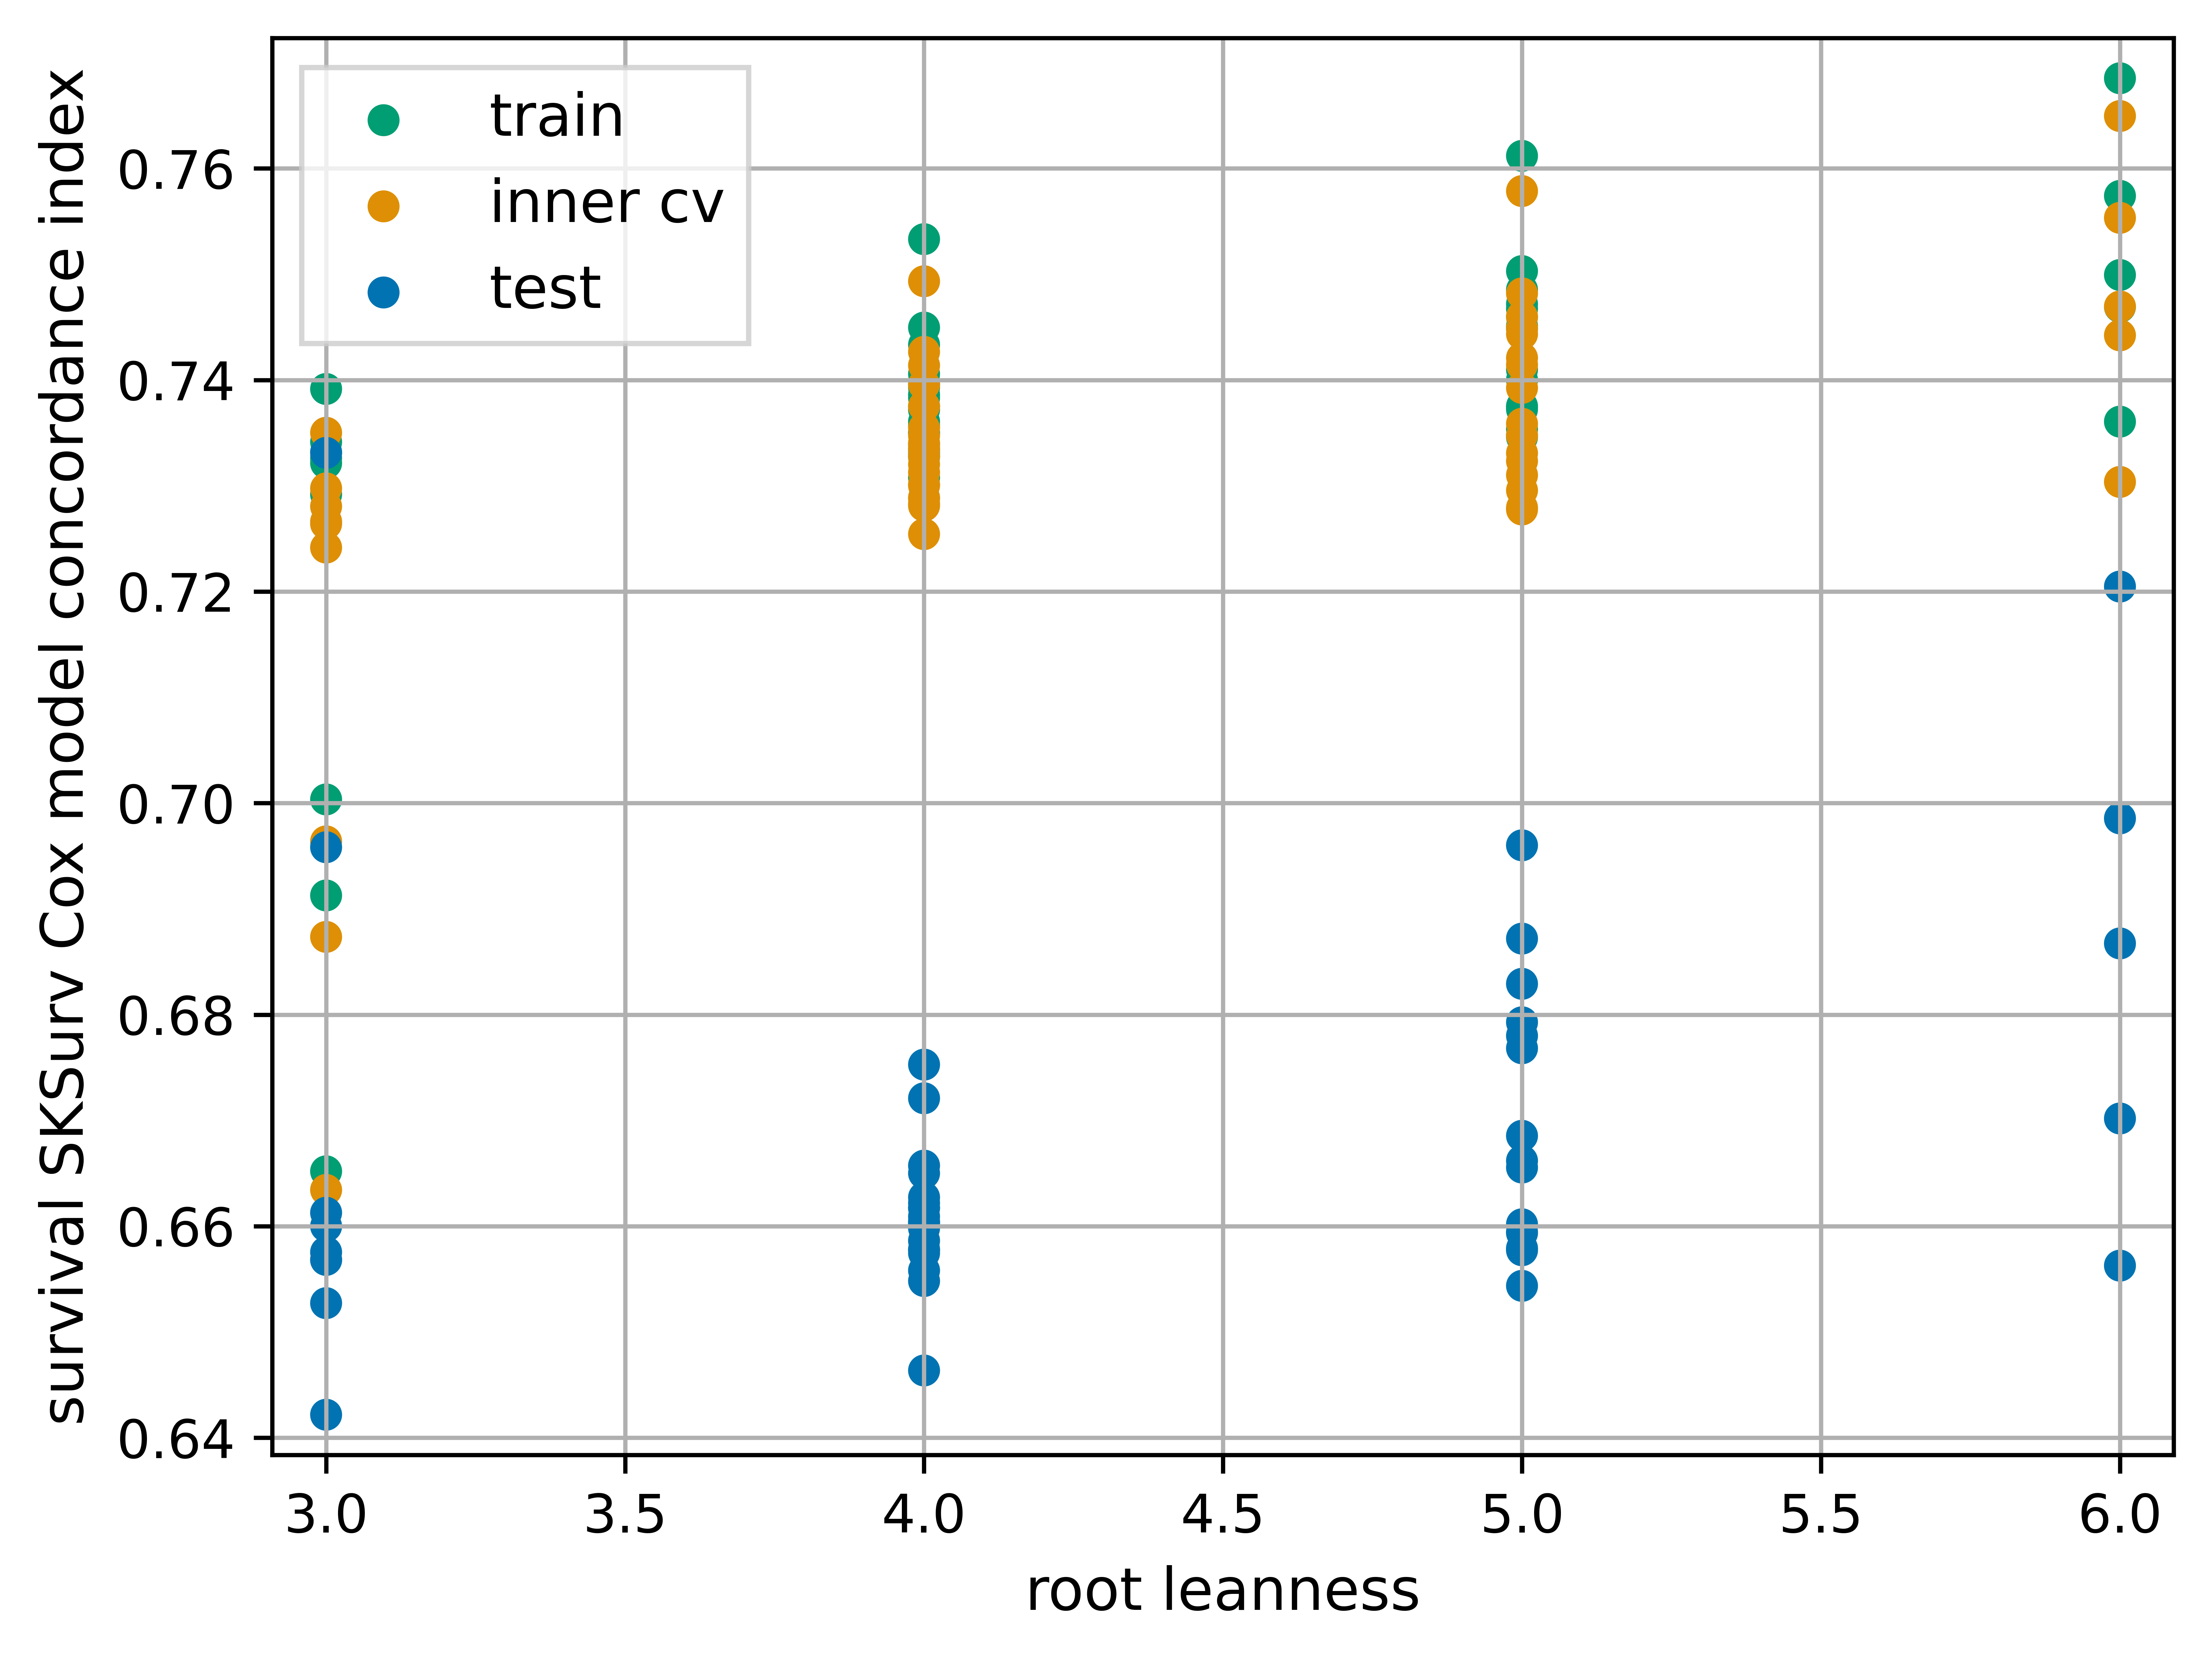 survival SKSurv Cox model concordance index
train
inner cv
test
0.76
0.74
0.72
0.70
0.68
0.66
0.64
3.0 3.5 4.0 4.5 5.0 5.5 6.0
root leanness